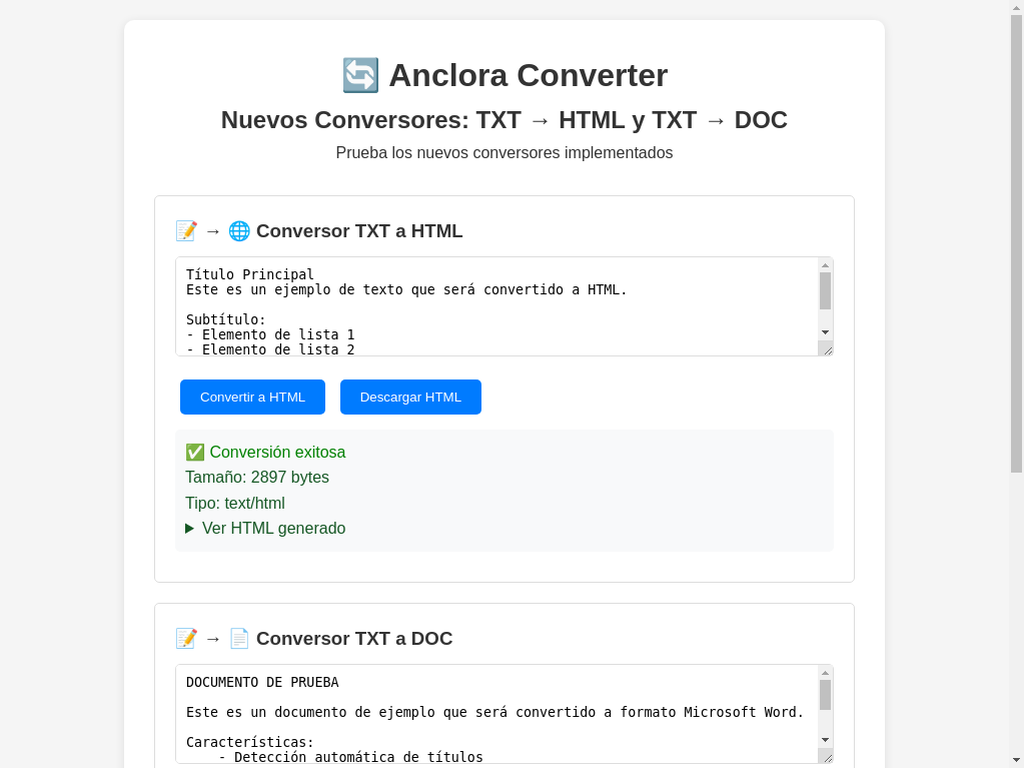 🔄 Anclora Converter
Nuevos Conversores: TXT → HTML y TXT → DOC
Prueba los nuevos conversores implementados
📝 → 🌐 Conversor TXT a HTML
Título Principal
Este es un ejemplo de texto que será convertido a HTML.
Subtítulo:
- Elemento de lista 1
- Elemento de lista 2
Convertir a HTML Descargar HTML
✅ Conversión exitosa
Tamaño: 2897 bytes
Tipo: text/html
▶ Ver HTML generado
📝 → 📄 Conversor TXT a DOC
DOCUMENTO DE PRUEBA
Este es un documento de ejemplo que será convertido a formato Microsoft Word.
Características:
- Detección automática de títulos